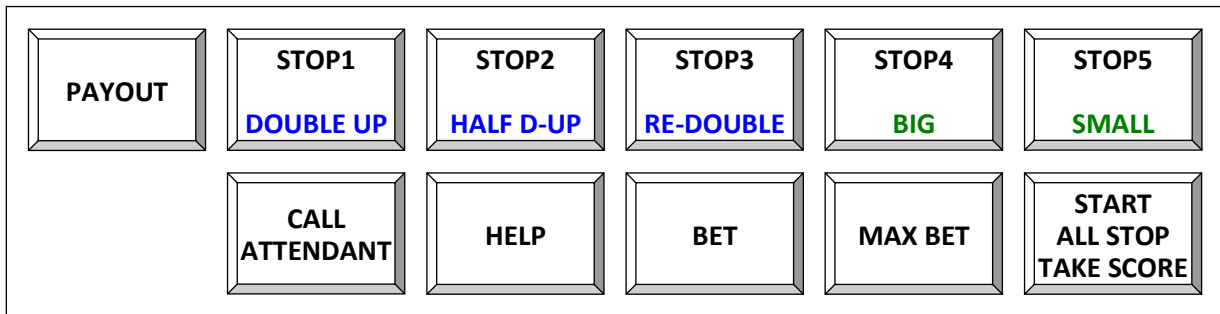 PAYOUT
STOP1
DOUBLE UP
STOP2
HALF D-UP
STOP3
RE-DOUBLE
STOP4
BIG
STOP5
SMALL
CALL
ATTENDANT
HELP
BET
MAX BET
START
ALL STOP
TAKE SCORE